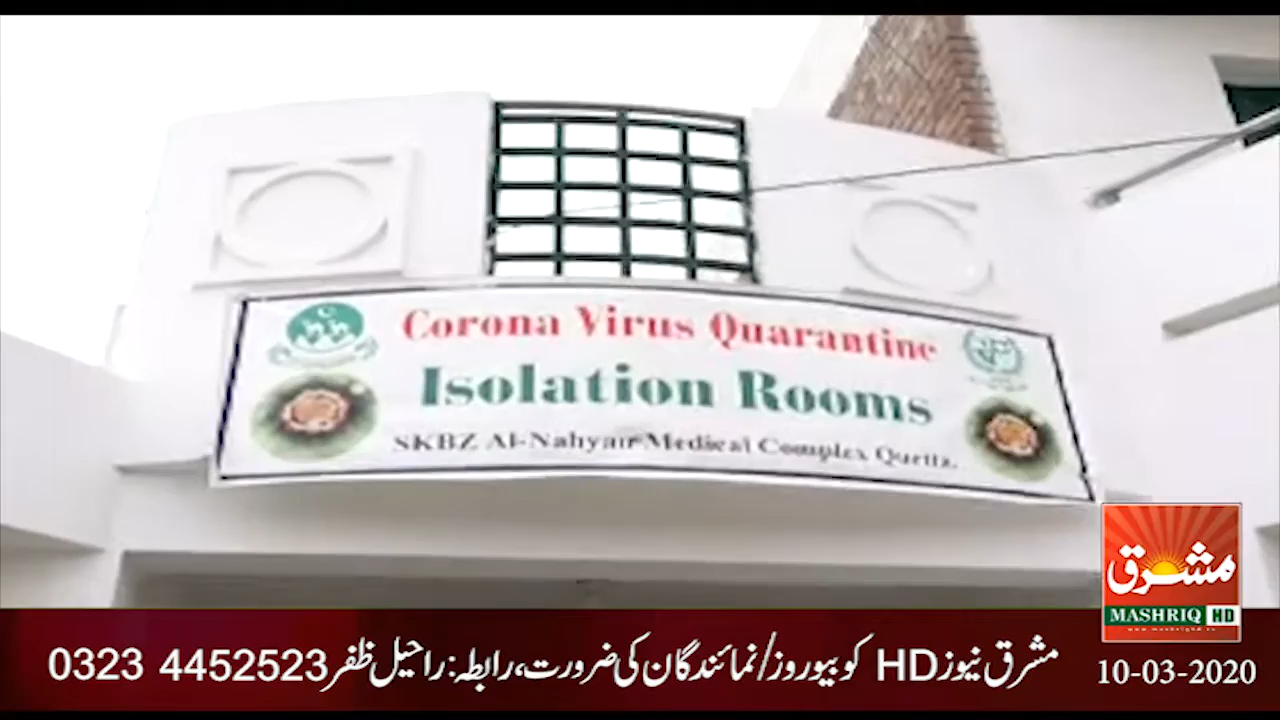 Corona Virus Quarantine
Isolation Rooms
SKBZ Al-Nahyan Medical Complex Quetta.
مشرق
MASHRIQ HD
مشرق نیوز HD کو بیوروز/نمائندگان کی ضرورت، رابطہ: راحیل ظفر 0323 4452523
10-03-2020